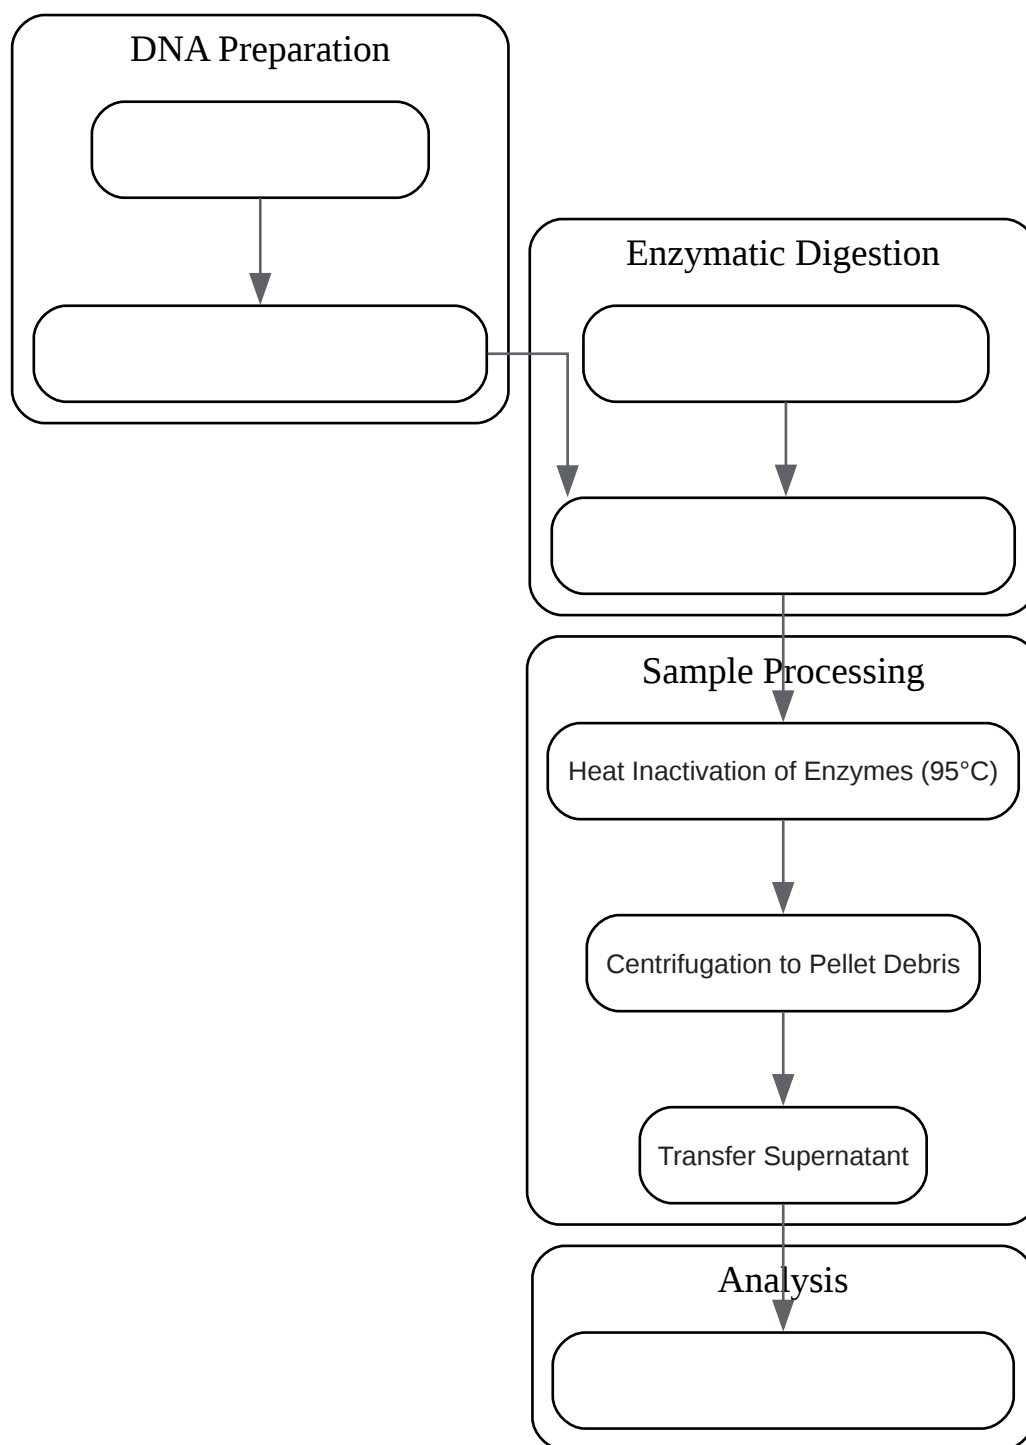 DNA Preparation
Enzymatic Digestion
Sample Processing
Heat Inactivation of Enzymes (95°C)
Centrifugation to Pellet Debris
Transfer Supernatant
Analysis